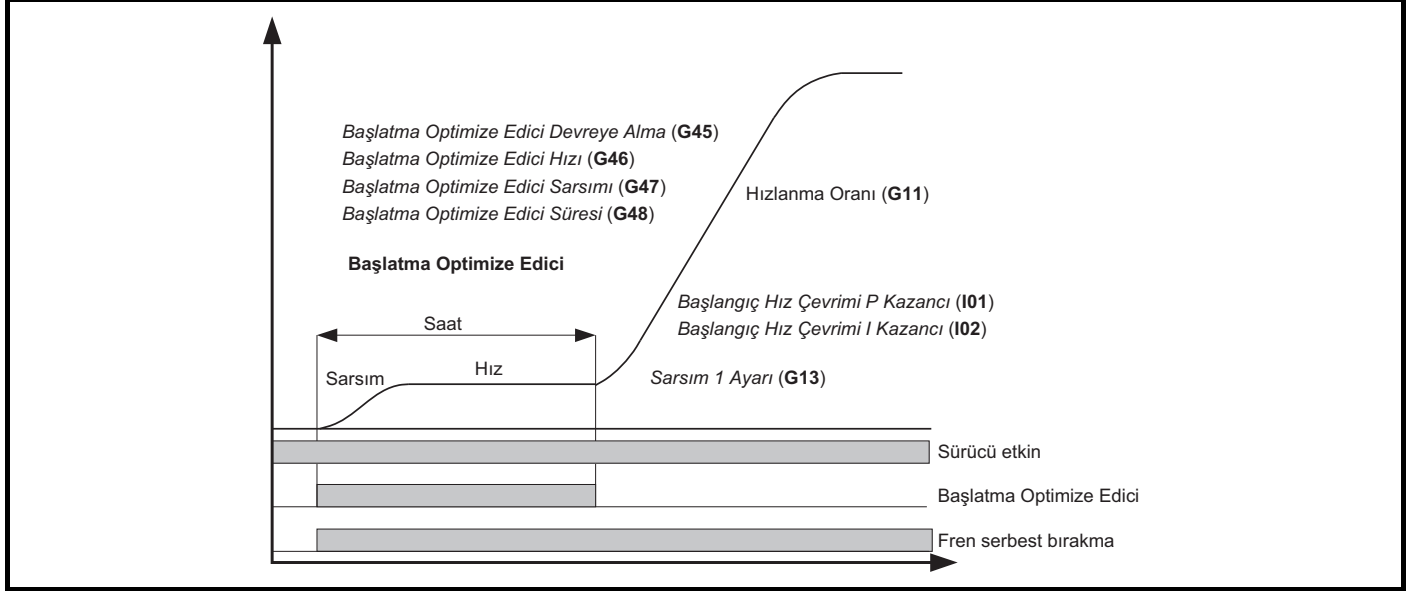 Başlatma Optimize Edici Devreye Alma (G45)
Başlatma Optimize Edici Hızı (G46)
Başlatma Optimize Edici Sarsımı (G47)
Başlatma Optimize Edici Süresi (G48)
Hızlanma Oranı (G11)
Başlatma Optimize Edici
Başlangıç Hız Çevrimi P Kazancı (I01)
Başlangıç Hız Çevrimi I Kazancı (I02)
Saat
Sarsım
Hız
Sarsım 1 Ayarı (G13)
Sürücü etkin
Başlatma Optimize Edici
Fren serbest bırakma